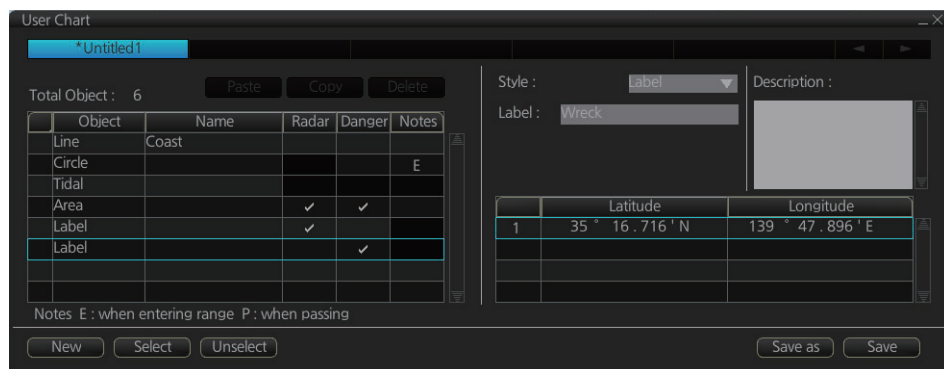 User Chart
*Untitled1
Total Object : 6
Paste Copy Delete
Object Name Radar Danger Notes
Line Coast
Circle E
Tidal
Area ✓ ✓
Label ✓
Label ✓
Notes E : when entering range P : when passing
Style : Label
Label : Wreck
Description :
Latitude Longitude
1 35 ° 16 . 716 ' N 139 ° 47 . 896 ' E
New Select Unselect
Save as Save